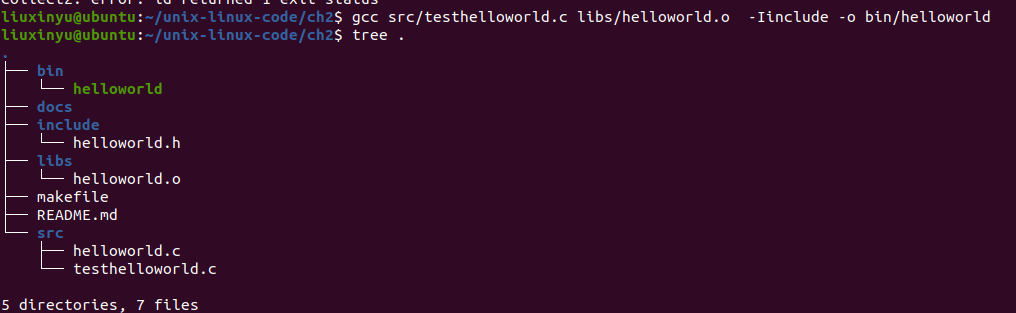 collect2: error: ld returned 1 exit status
liuxinyu@ubuntu:~/unix-linux-code/ch2$ gcc src/testhelloworld.c libs/helloworld.o  -Iinclude -o bin/helloworld
liuxinyu@ubuntu:~/unix-linux-code/ch2$ tree .
.
├── bin
│   └── helloworld
├── docs
├── include
│   └── helloworld.h
├── libs
│   └── helloworld.o
├── makefile
├── README.md
└── src
    ├── helloworld.c
    └── testhelloworld.c
5 directories, 7 files